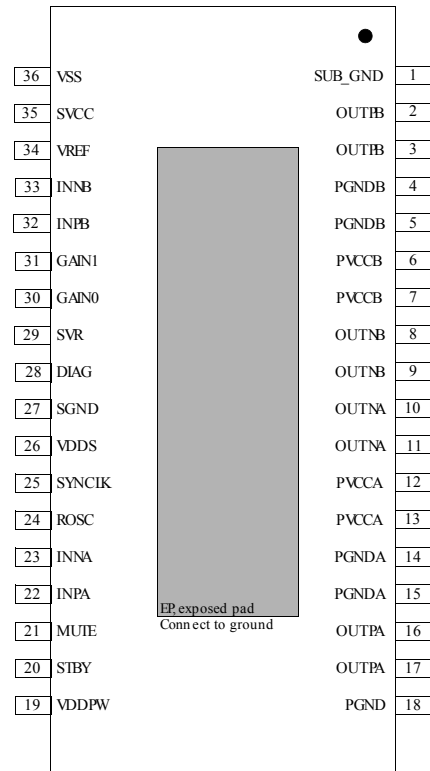 36 VSS SUB_GND 1
35 SVCC OUTPB 2
34 VREF OUTPB 3
33 INNB PGNDB 4
32 INPB PGNDB 5
31 GAIN1 PVCCB 6
30 GAIN0 PVCCB 7
29 SVR OUTNB 8
28 DIAG OUTNB 9
27 SGND OUTNA 10
26 VDDS OUTNA 11
25 SYNCLK PVCCA 12
24 ROSC PVCCA 13
23 INNA PGNDA 14
22 INPA PGNDA 15
EP, exposed pad
Connect to ground
21 MUTE OUTPA 16
20 STBY OUTPA 17
19 VDDPW PGND 18